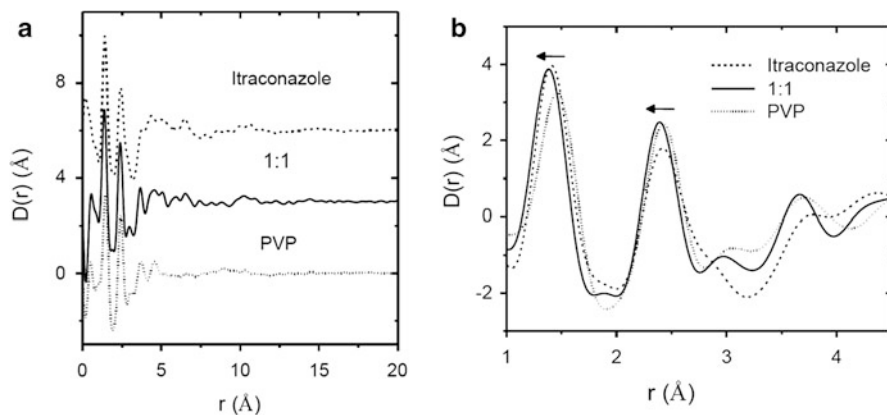 a
D(r) (Å)
8
4
0
Itraconazole
1:1
PVP
0
5
10
15
20
r (Å)
b
D(r) (Å)
4
2
0
-2
Itraconazole
1:1
PVP
1
2
3
4
r (Å)